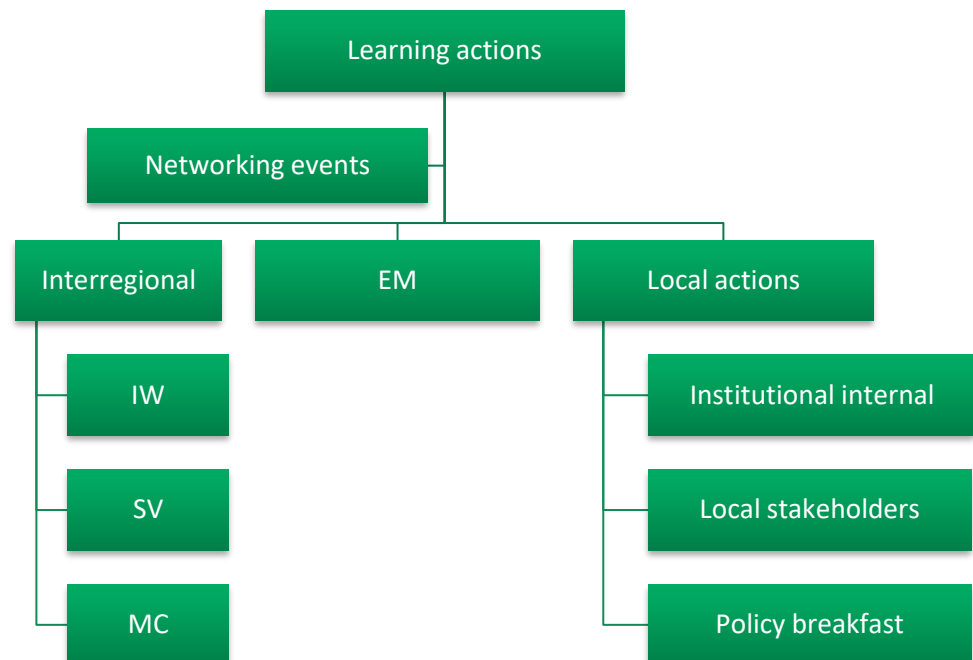 Learning actions
Networking events
Interregional
EM
Local actions
IW
Institutional internal
SV
Local stakeholders
MC
Policy breakfast